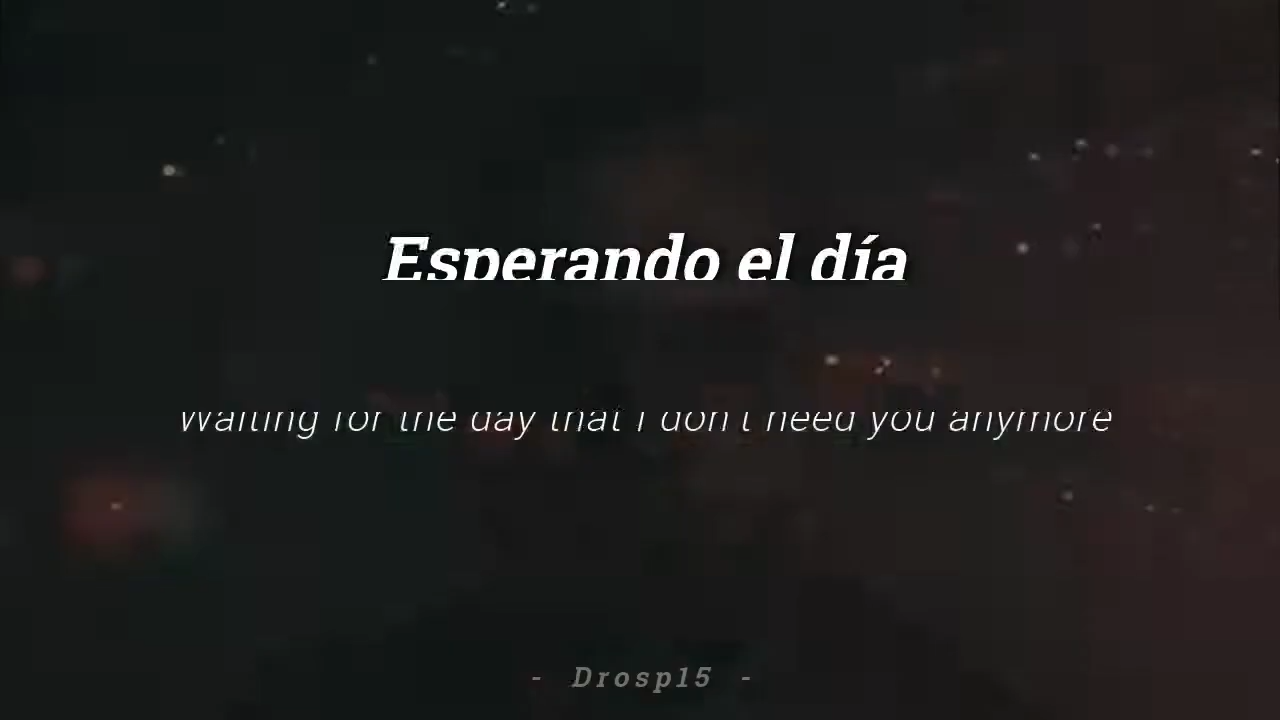 Esperando el día
Waiting for the day that I don't need you anymore
- Drosp15 -